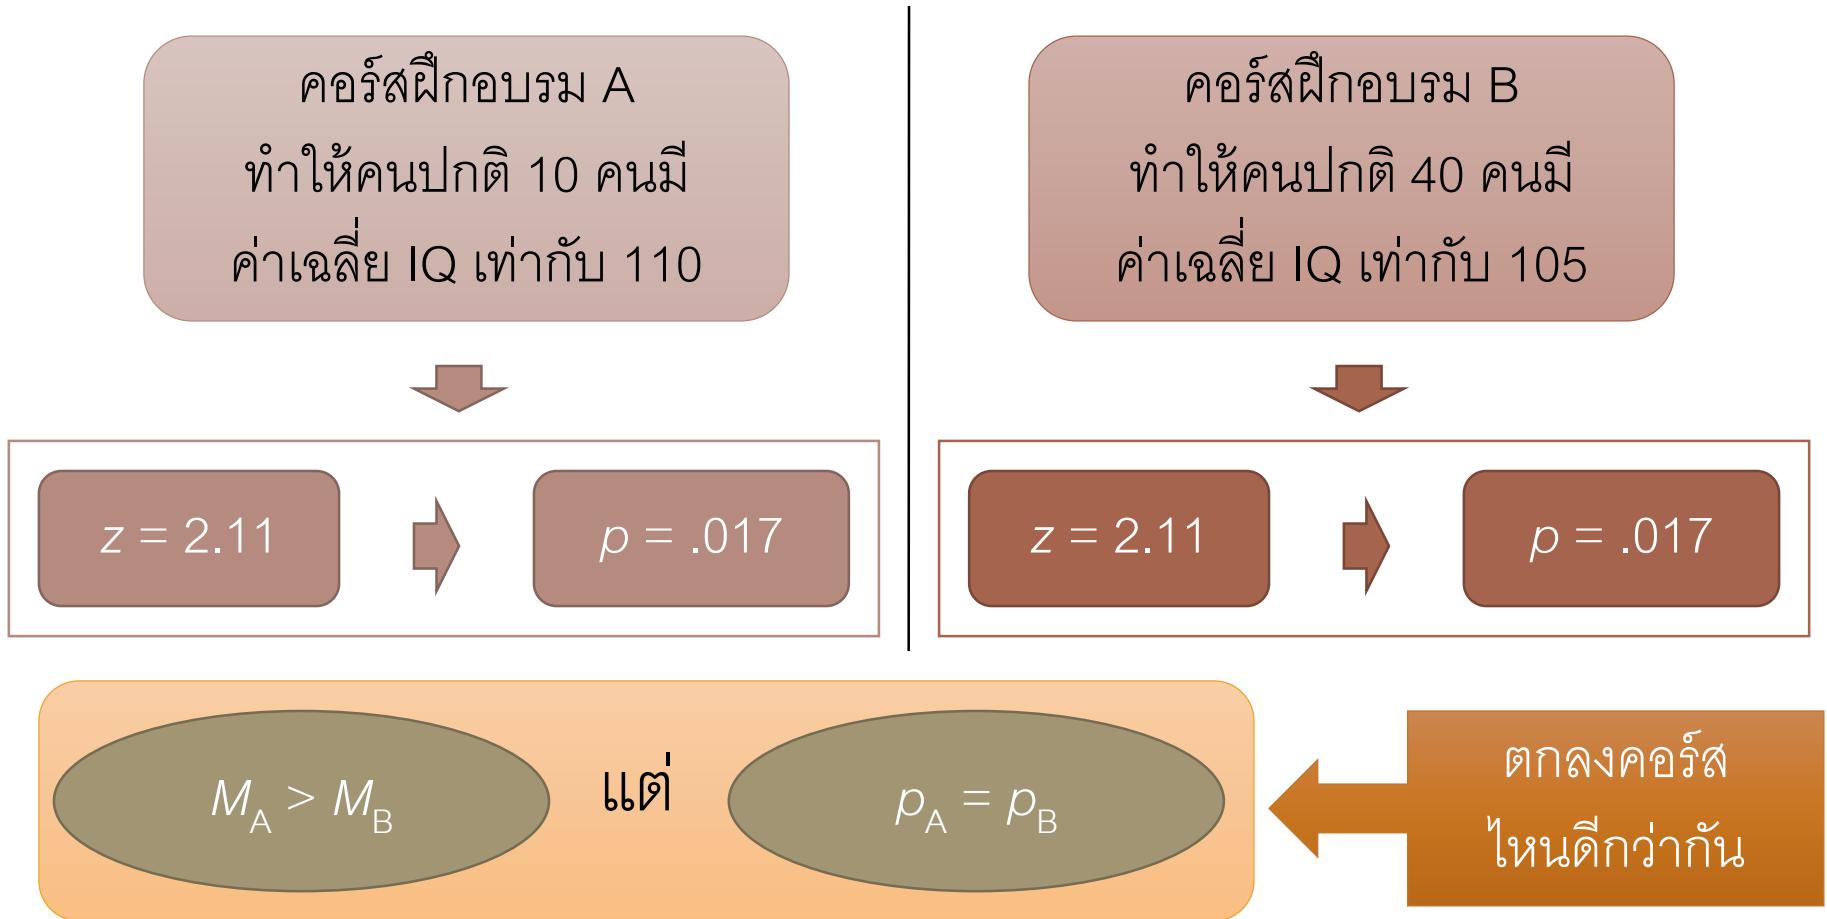 คอร์สฝึกอบรม A
ทำให้คนปกติ 10 คนมี
ค่าเฉลี่ย IQ เท่ากับ 110
คอร์สฝึกอบรม B
ทำให้คนปกติ 40 คนมี
ค่าเฉลี่ย IQ เท่ากับ 105
z = 2.11
p = .017
z = 2.11
p = .017
M_A > M_B
แต่
p_A = p_B
ตกลงคอร์ส
ไหนดีกว่ากัน